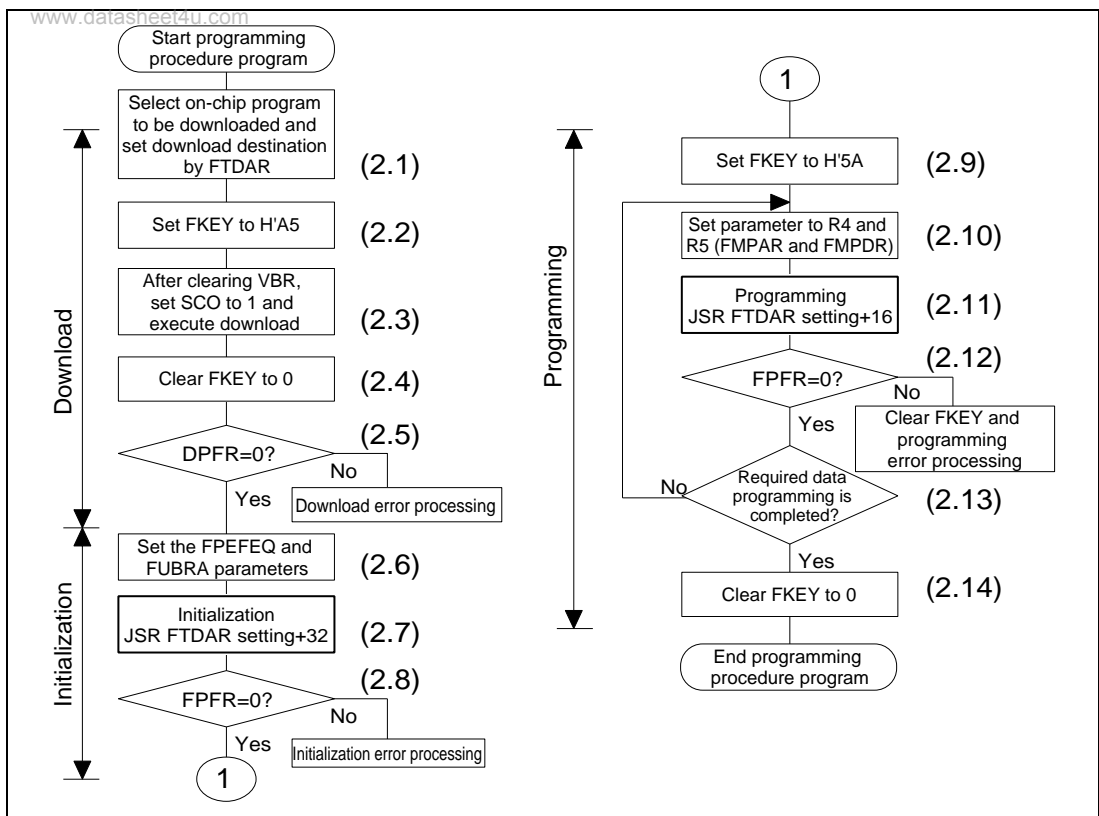 www.datasheet4u.com
Start programming
procedure program
Select on-chip program
to be downloaded and
set download destination
by FTDAR
(2.1)
Set FKEY to H'A5
(2.2)
After clearing VBR,
set SCO to 1 and
execute download
(2.3)
Clear FKEY to 0
(2.4)
DPFR=0?
(2.5)
No
Yes
Download error processing
Download
Set the FPEFEQ and
FUBRA parameters
(2.6)
Initialization
JSR FTDAR setting+32
(2.7)
FPFR=0?
(2.8)
No
Yes
Initialization error processing
Initialization
1
1
Set FKEY to H'5A
(2.9)
Set parameter to R4 and
R5 (FMPAR and FMPDR)
(2.10)
Programming
JSR FTDAR setting+16
(2.11)
FPFR=0?
(2.12)
No
Yes
Clear FKEY and
programming
error processing
Required data
programming is
completed?
(2.13)
No
Yes
Clear FKEY to 0
(2.14)
Programming
End programming
procedure program